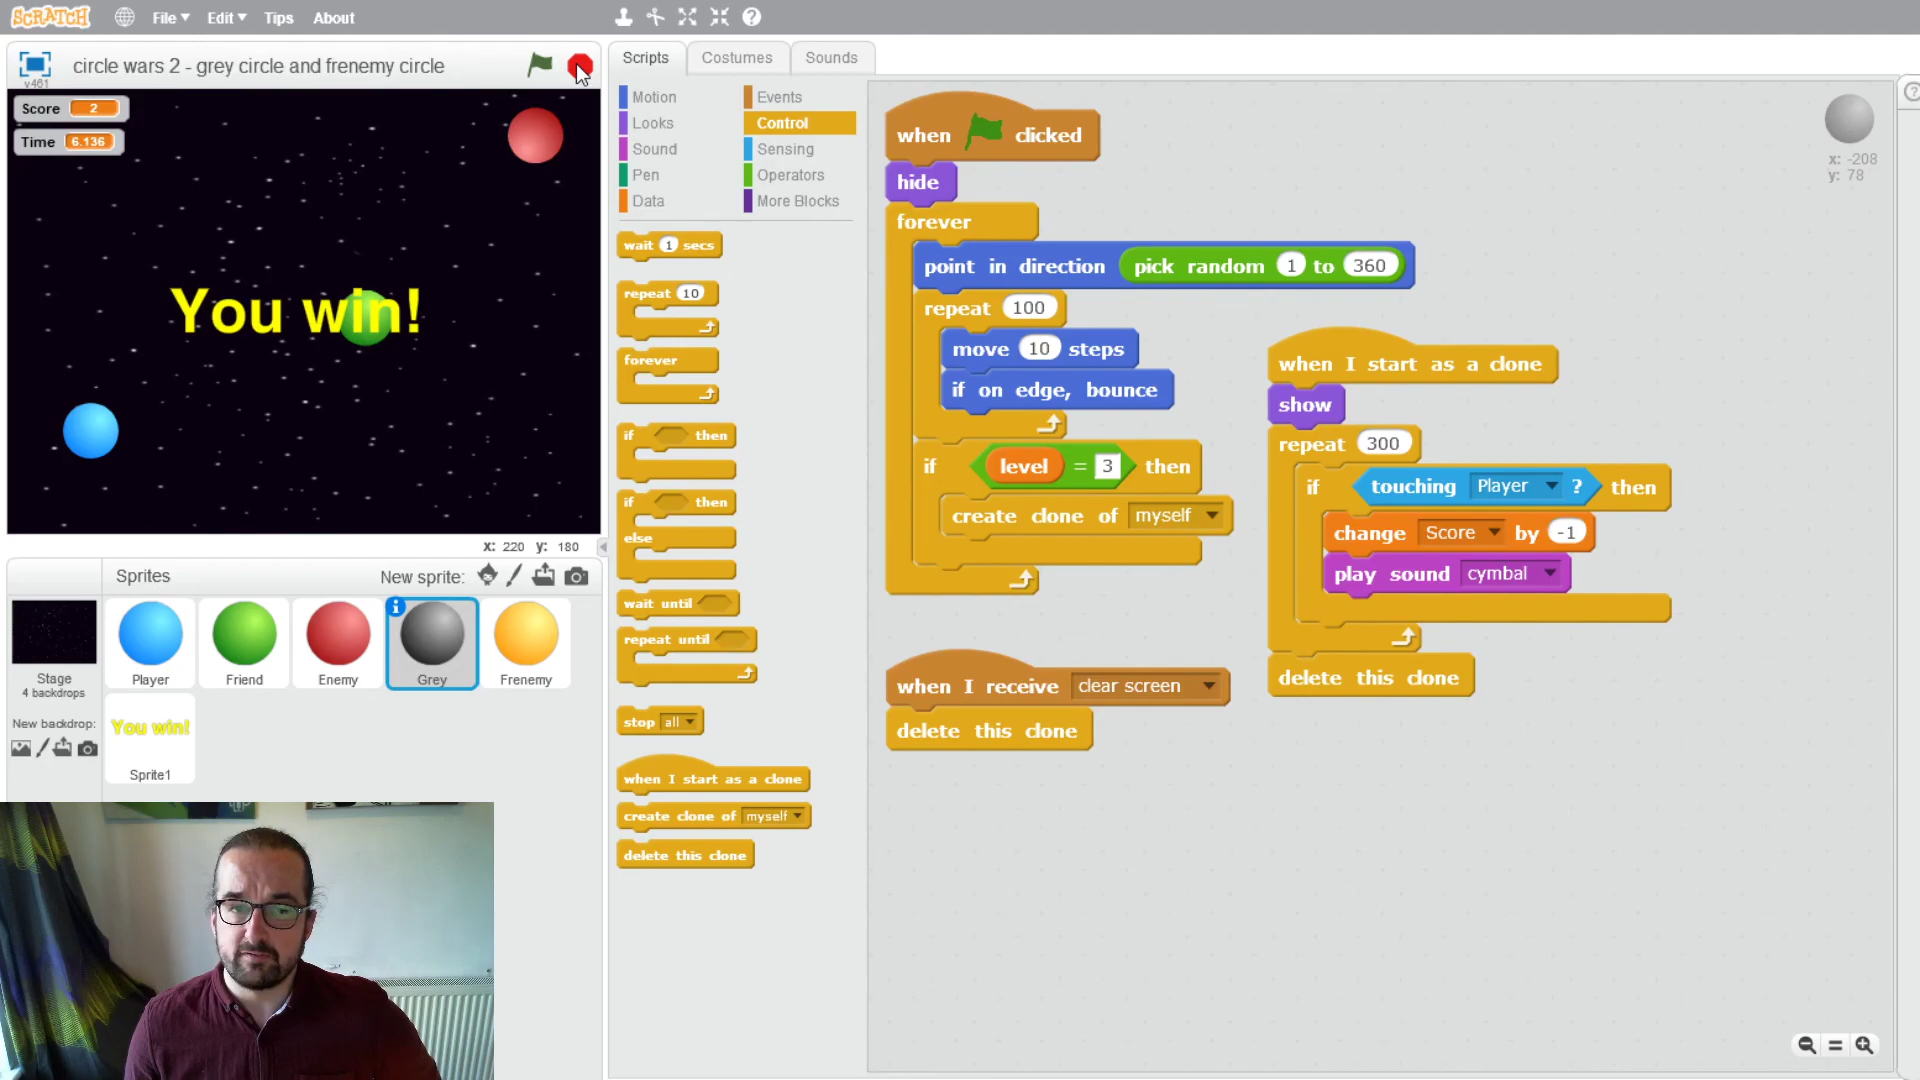 SCRATCH File Edit Tips About
circle wars 2 - grey circle and frenemy circle
v461
Score 2
Time 6.136
You win!
x: 220 y: 180
Sprites New sprite:
Stage
4 backdrops
New backdrop:
Player
Friend
Enemy
Grey
Frenemy
You win!
Sprite1
Scripts Costumes Sounds
Motion Events
Looks Control
Sound Sensing
Pen Operators
Data More Blocks
wait 1 secs
repeat 10
forever
if then
if then
else
wait until
repeat until
stop all
when I start as a clone
create clone of myself
delete this clone
when clicked
hide
forever
point in direction pick random 1 to 360
repeat 100
move 10 steps
if on edge, bounce
if level = 3 then
create clone of myself
when I receive clear screen
delete this clone
when I start as a clone
show
repeat 300
if touching Player ? then
change Score by -1
play sound cymbal
delete this clone
x: -208
y: 78